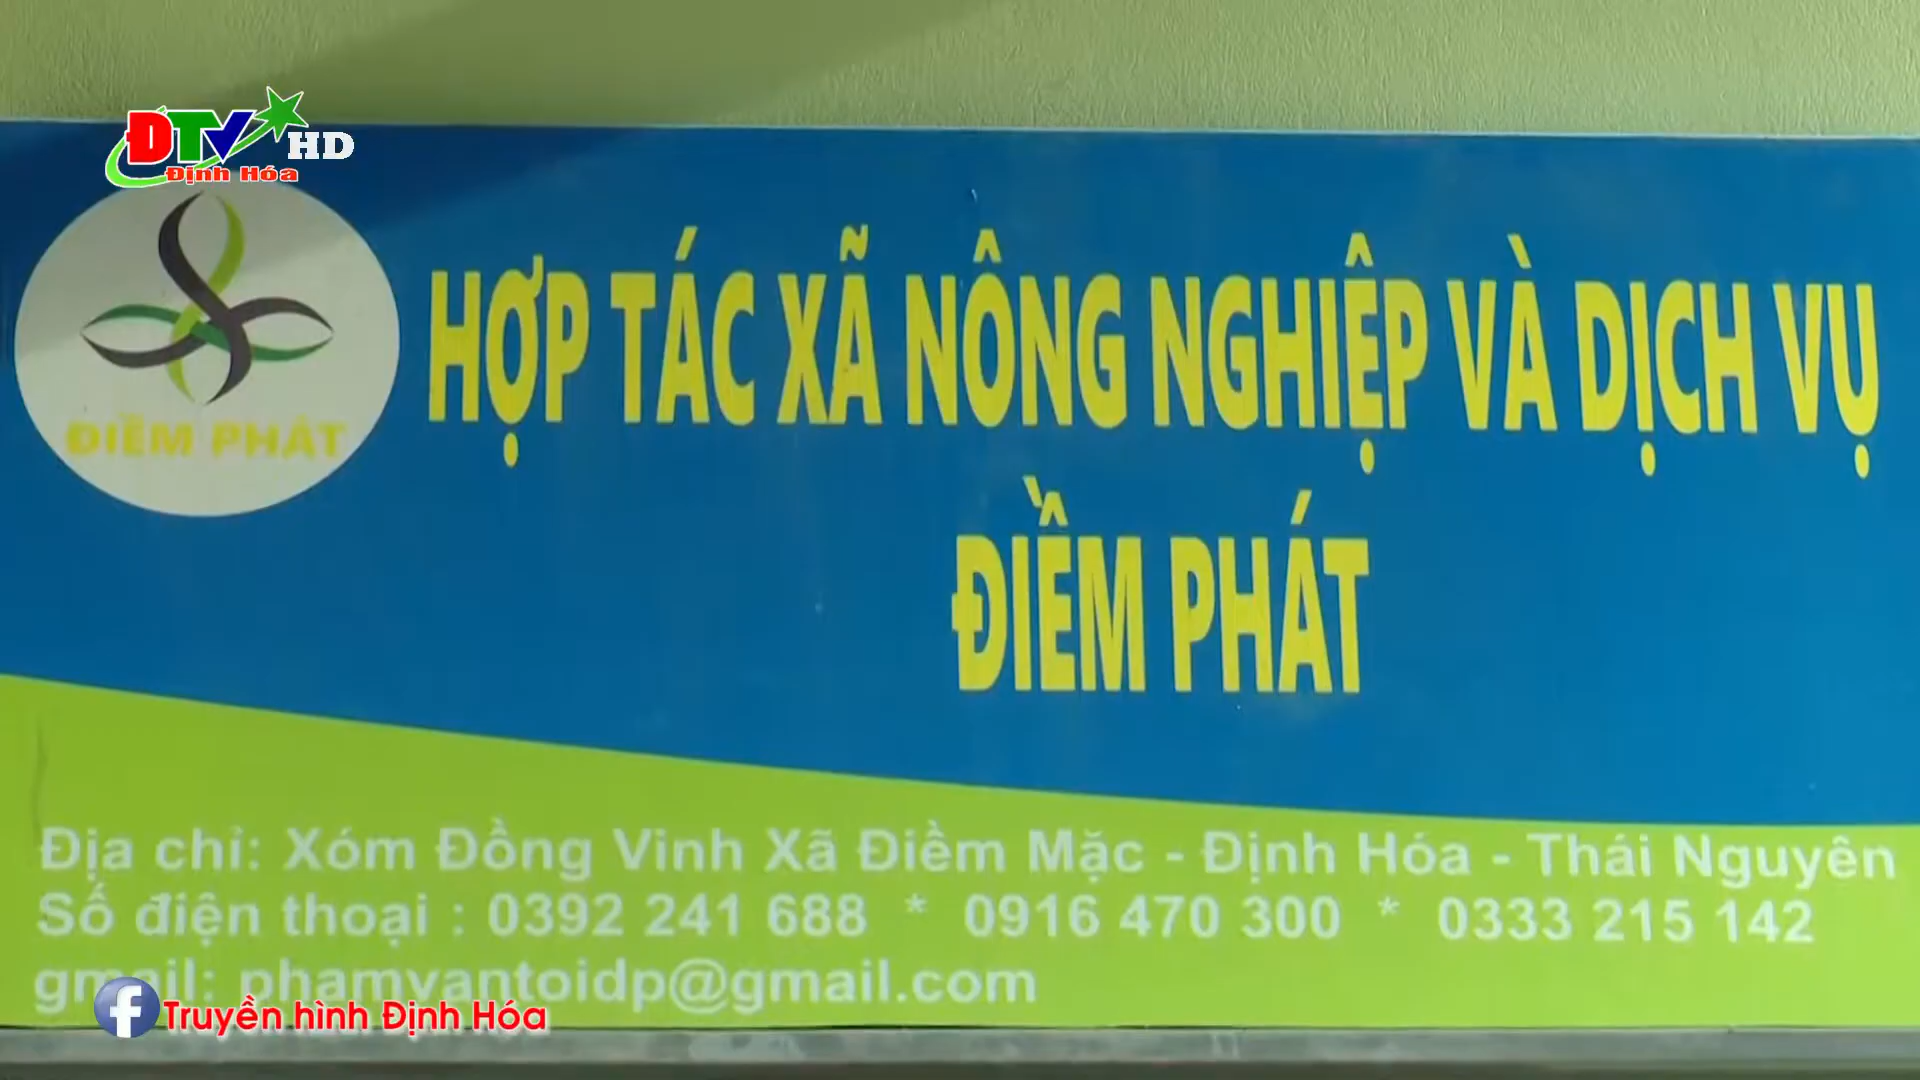 ĐTV HD
Định Hóa
ĐIỀM PHÁT
HỢP TÁC XÃ NÔNG NGHIỆP VÀ DỊCH VỤ
ĐIỀM PHÁT
Địa chỉ: Xóm Đồng Vinh Xã Điềm Mặc - Định Hóa - Thái Nguyên
Số điện thoại : 0392 241 688 * 0916 470 300 * 0333 215 142
gmail: phamvantoidp@gmail.com
Truyền hình Định Hóa